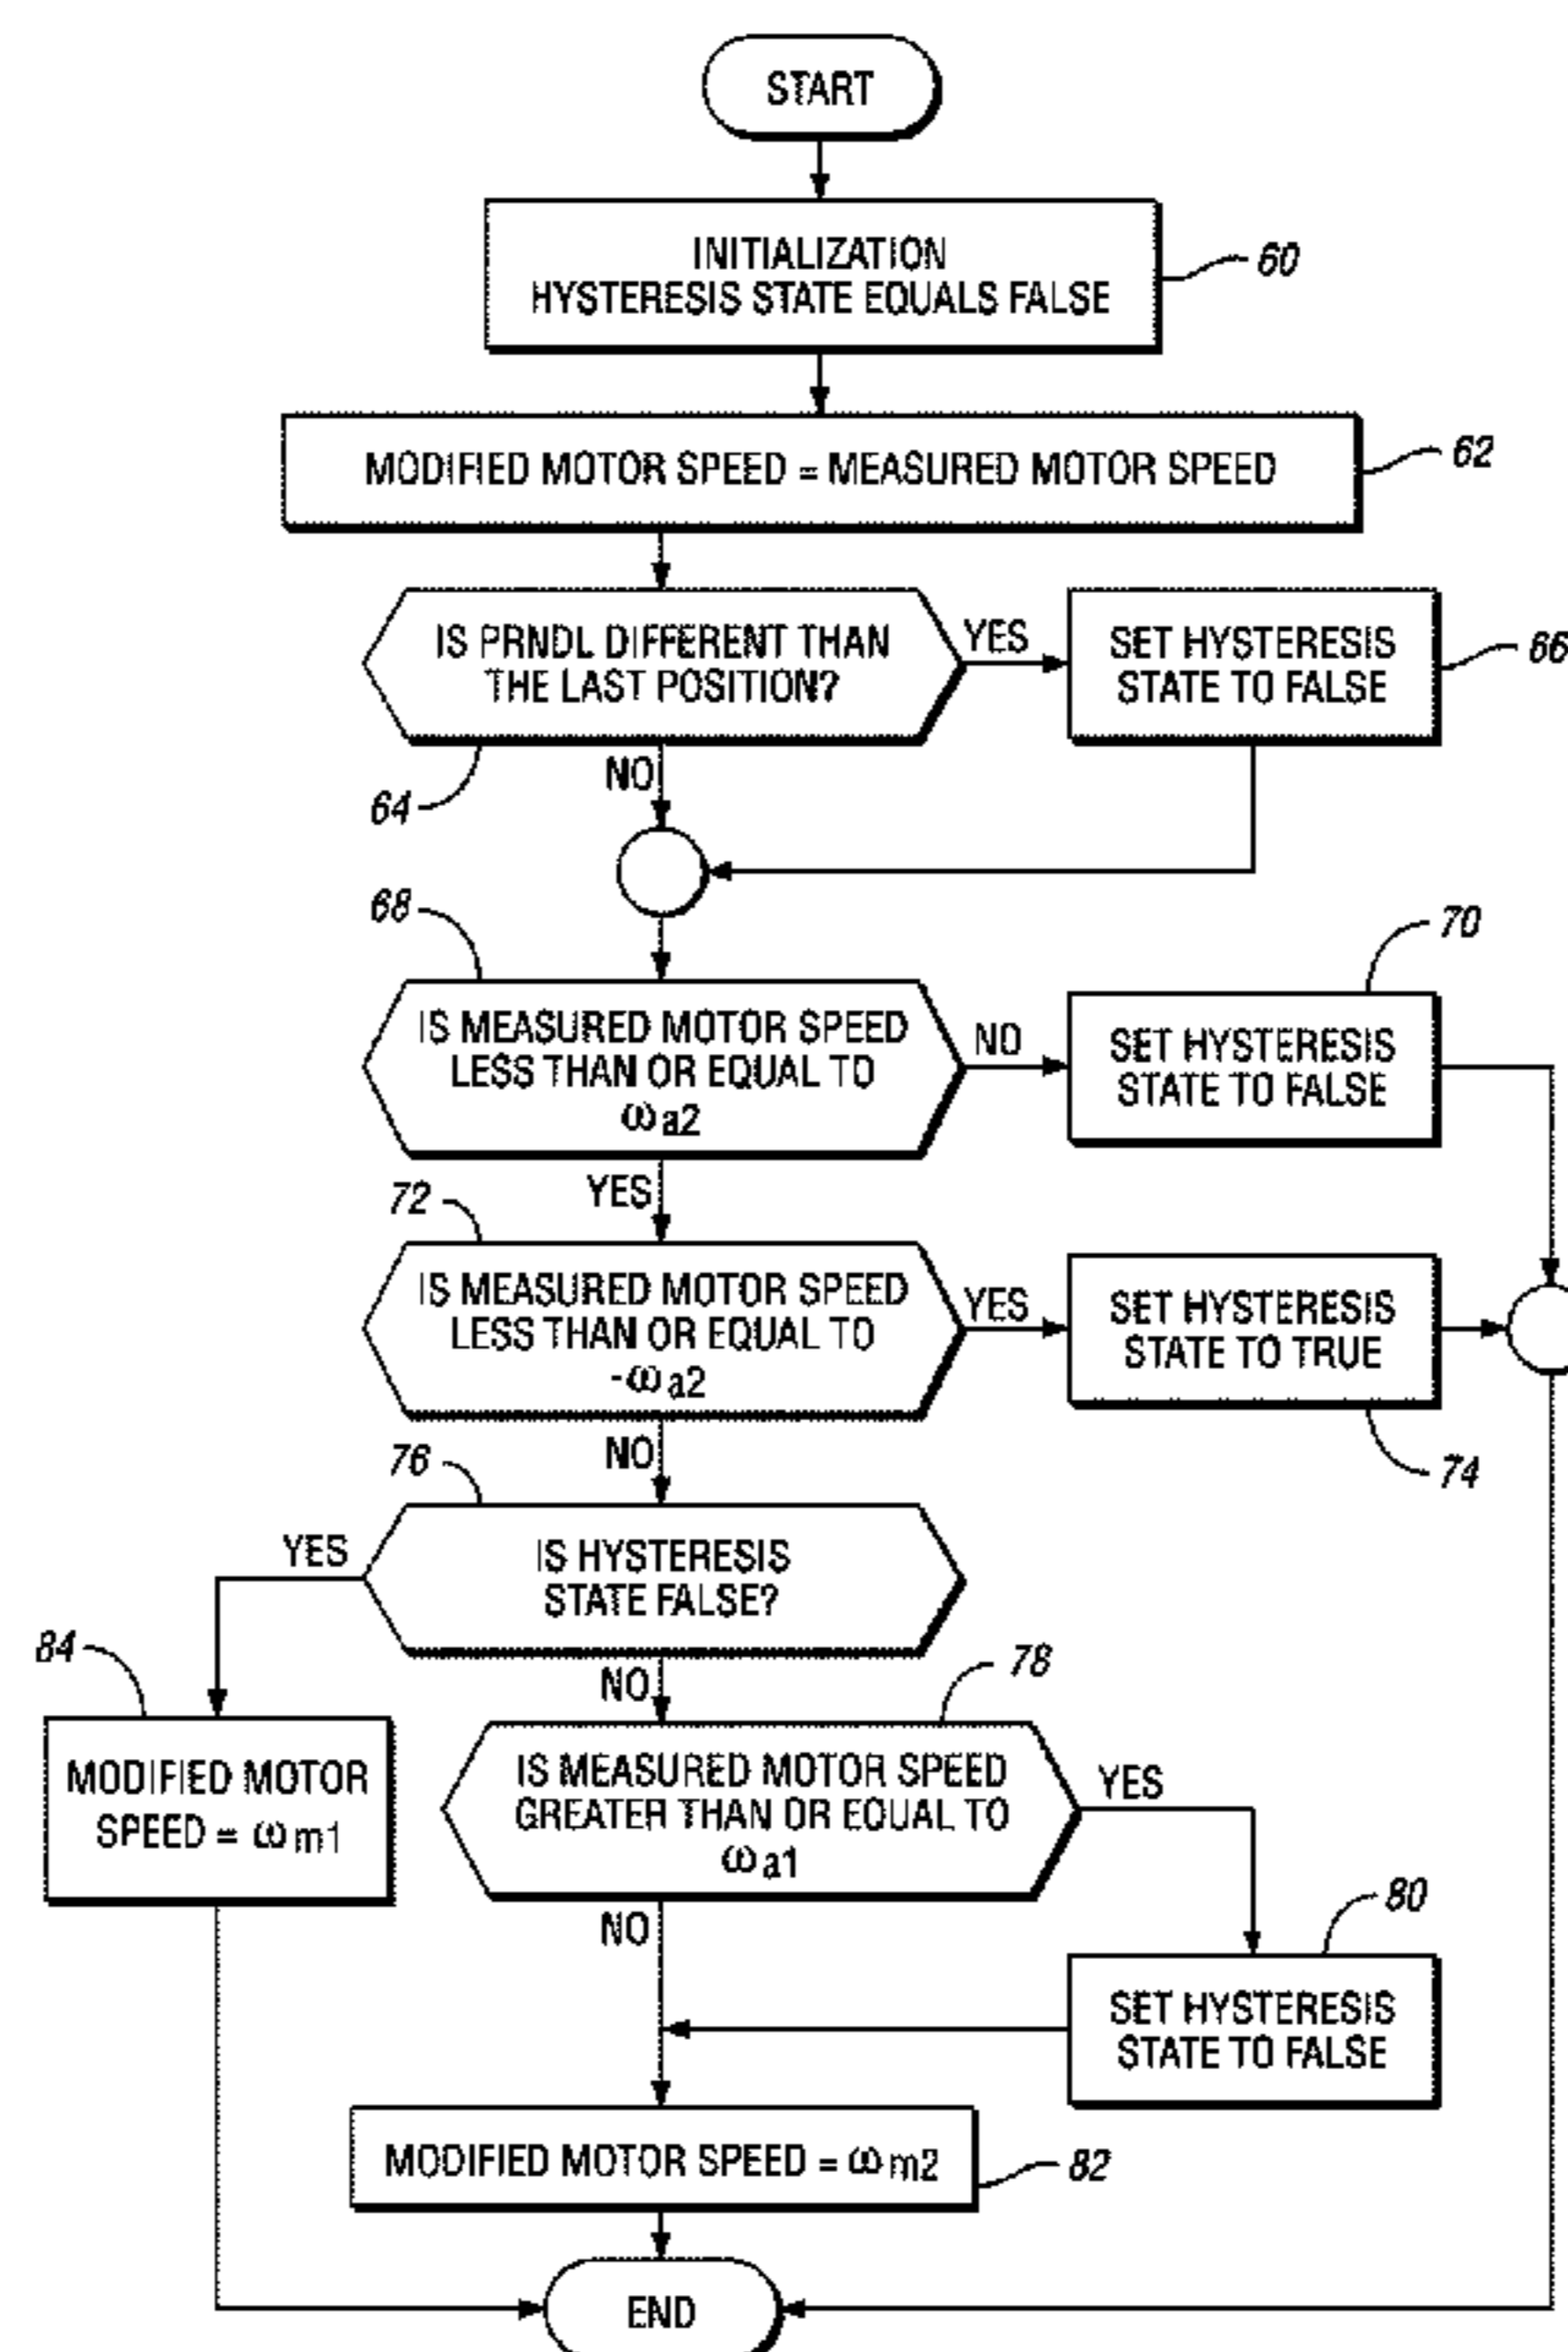 START
INITIALIZATION
HYSTERESIS STATE EQUALS FALSE
60
MODIFIED MOTOR SPEED = MEASURED MOTOR SPEED
62
IS PRNDL DIFFERENT THAN
THE LAST POSITION?
YES
SET HYSTERESIS
STATE TO FALSE
66
64
NO
68
70
IS MEASURED MOTOR SPEED
LESS THAN OR EQUAL TO
ωa2
NO
SET HYSTERESIS
STATE TO FALSE
YES
72
IS MEASURED MOTOR SPEED
LESS THAN OR EQUAL TO
-ωa2
YES
SET HYSTERESIS
STATE TO TRUE
74
NO
76
IS HYSTERESIS
STATE FALSE?
YES
84
NO
78
MODIFIED MOTOR
SPEED = ωm1
IS MEASURED MOTOR SPEED
GREATER THAN OR EQUAL TO
ωa1
YES
NO
80
SET HYSTERESIS
STATE TO FALSE
MODIFIED MOTOR SPEED = ωm2
82
END